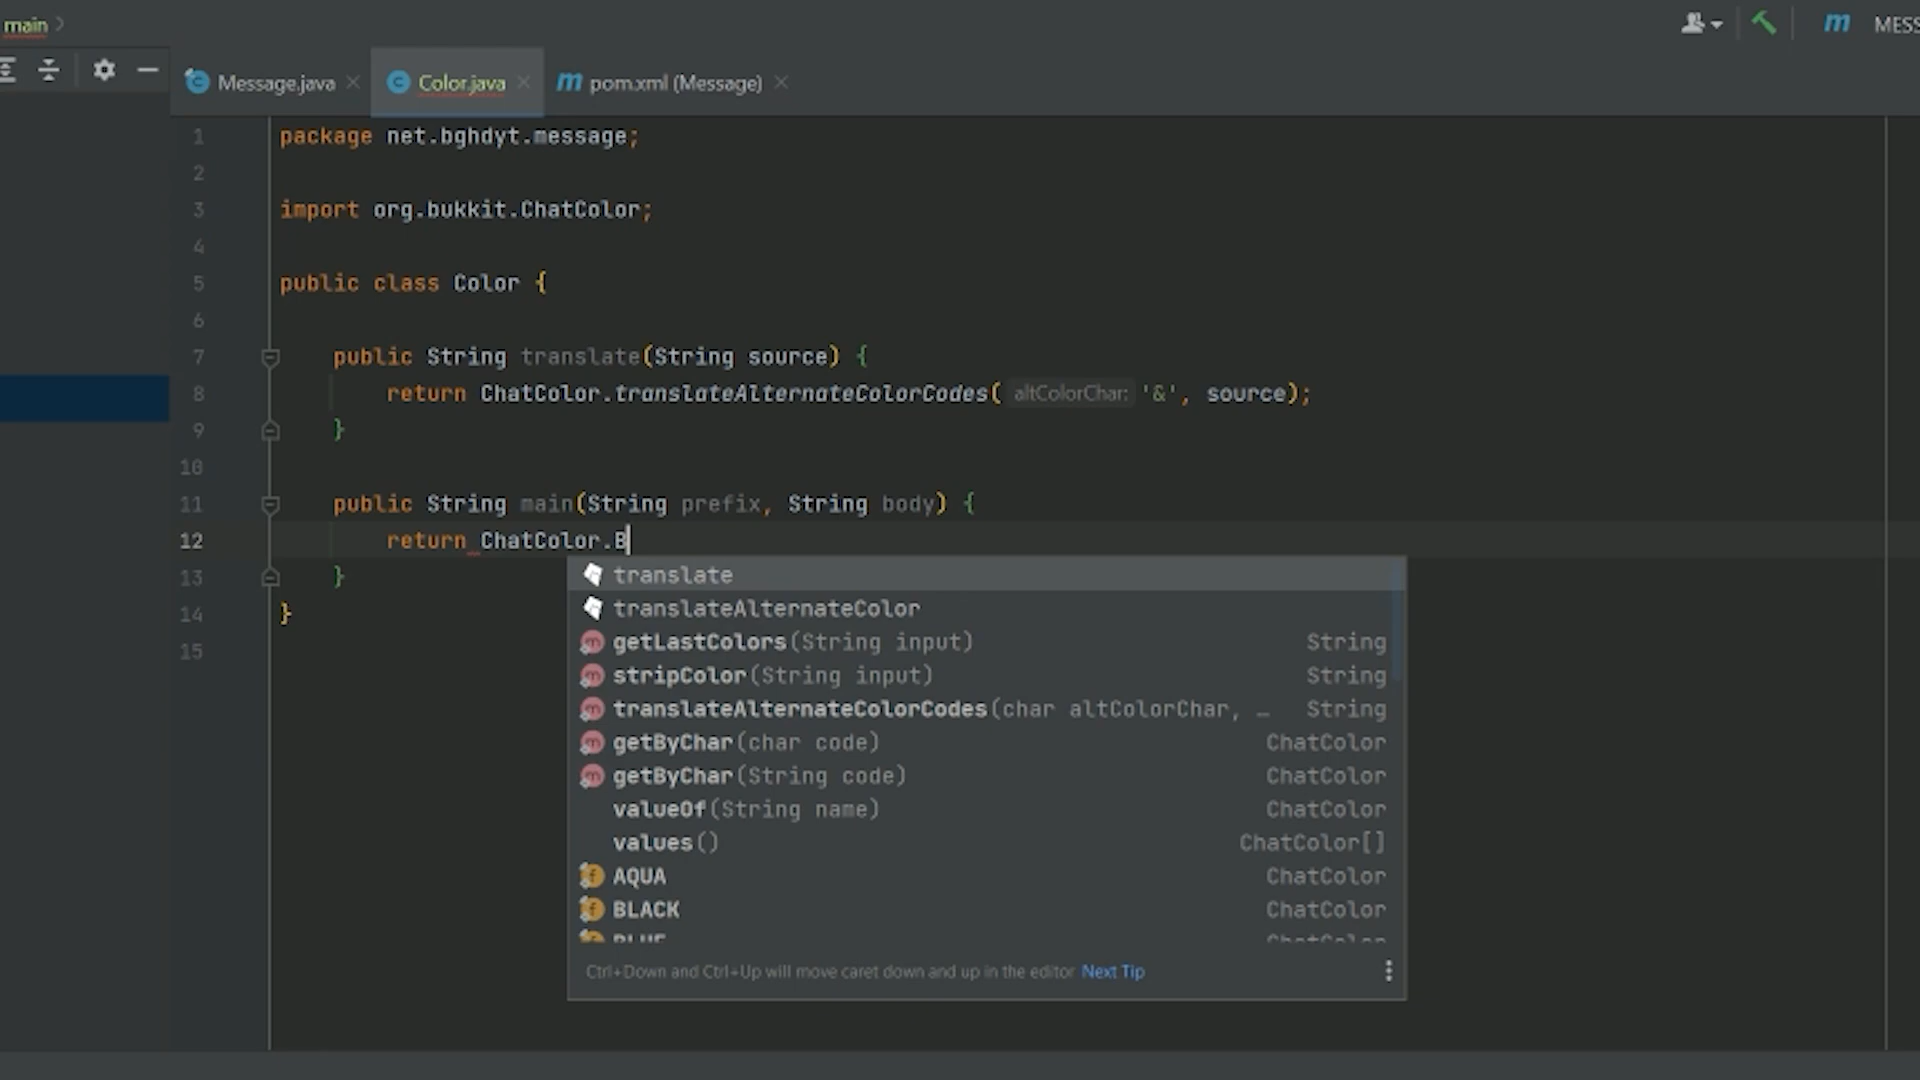 main
MESS
Message.java
Color.java
pom.xml (Message)
1 package net.bghdyt.message;
2
3 import org.bukkit.ChatColor;
4
5 public class Color {
6
7 public String translate(String source) {
8 return ChatColor.translateAlternateColorCodes( altColorChar: '&', source);
9 }
10
11 public String main(String prefix, String body) {
12 return ChatColor.B
13 }
14 }
15
translate
translateAlternateColor
getLastColors(String input) String
stripColor(String input) String
translateAlternateColorCodes(char altColorChar, … String
getByChar(char code) ChatColor
getByChar(String code) ChatColor
valueOf(String name) ChatColor
values() ChatColor[]
AQUA ChatColor
BLACK ChatColor
BLUE ChatColor
Ctrl+Down and Ctrl+Up will move caret down and up in the editor Next Tip